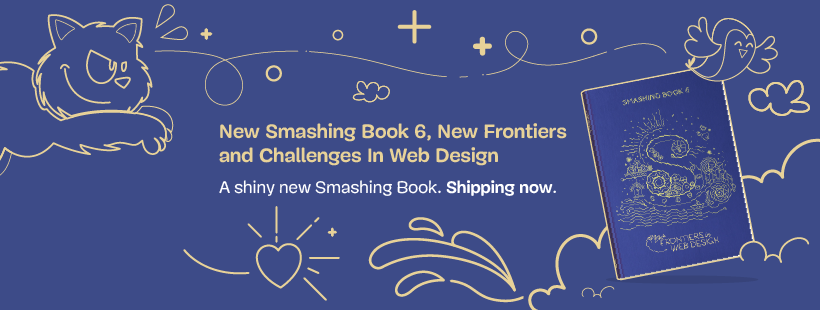 New Smashing Book 6, New Frontiers
and Challenges In Web Design
A shiny new Smashing Book. Shipping now.
SMASHING BOOK 6
FRONTIERS in
WEB DESIGN